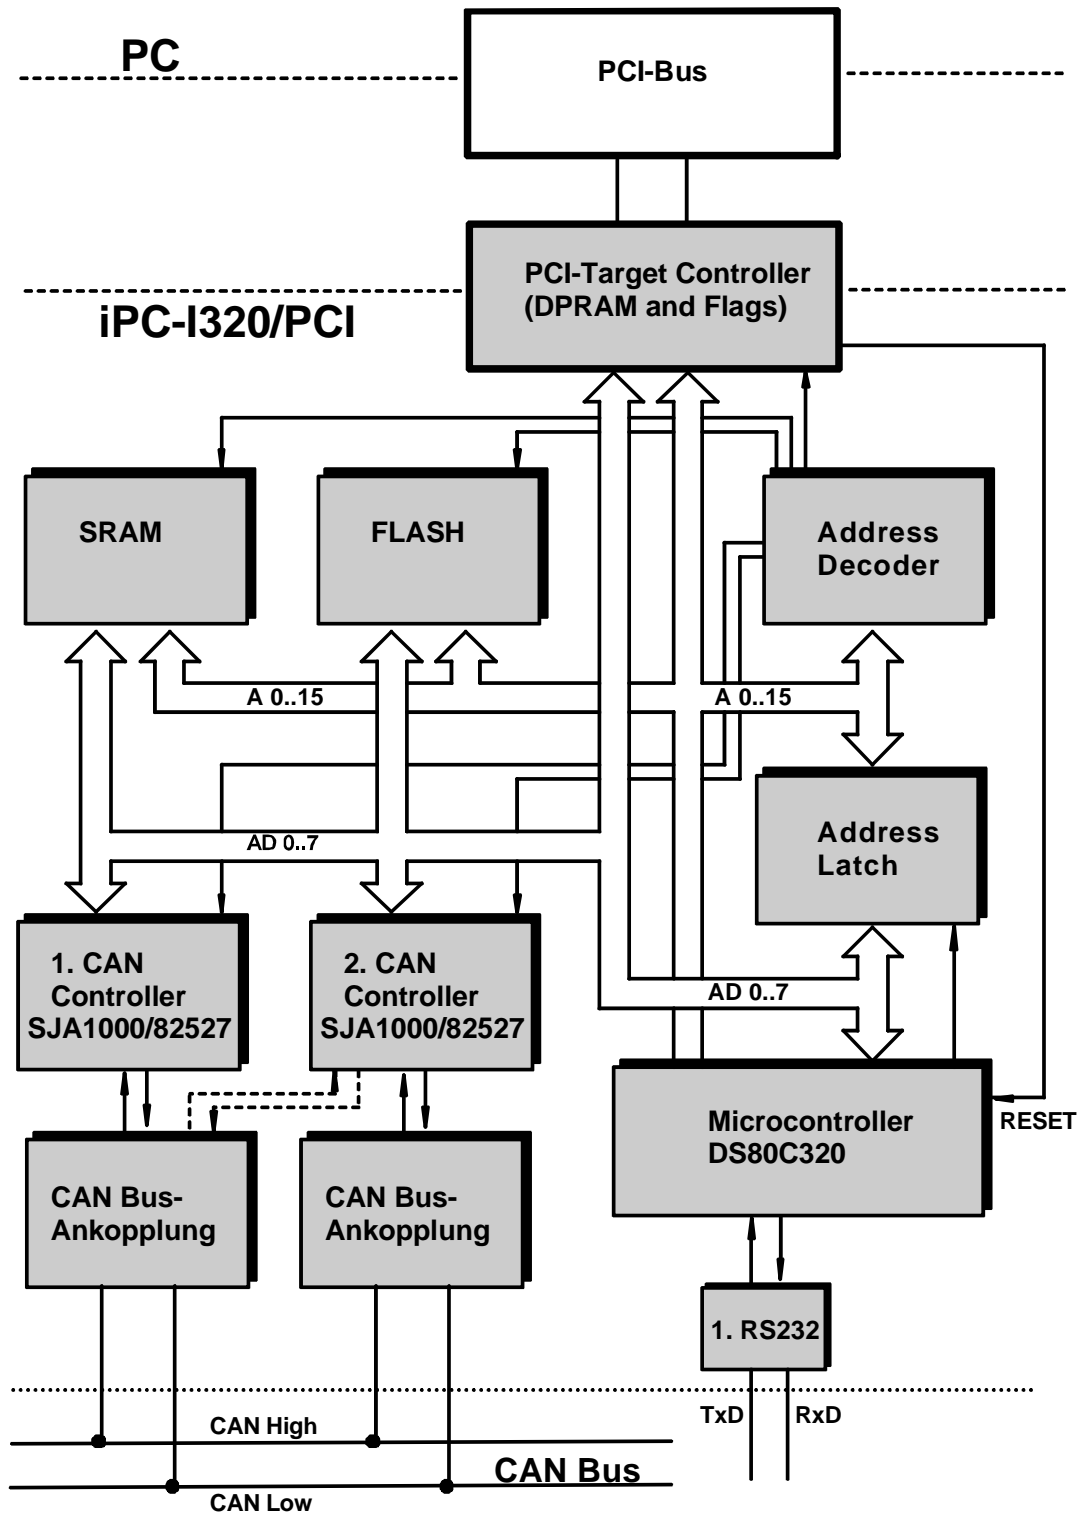 PC
PCI-Bus
PCI-Target Controller
(DPRAM and Flags)
iPC-I320/PCI
SRAM
FLASH
Address
Decoder
A 0..15
A 0..15
Address
Latch
AD 0..7
1. CAN
Controller
SJA1000/82527
2. CAN
Controller
SJA1000/82527
AD 0..7
Microcontroller
DS80C320
RESET
CAN Bus-
Ankopplung
CAN Bus-
Ankopplung
1. RS232
TxD
RxD
CAN High
CAN Bus
CAN Low